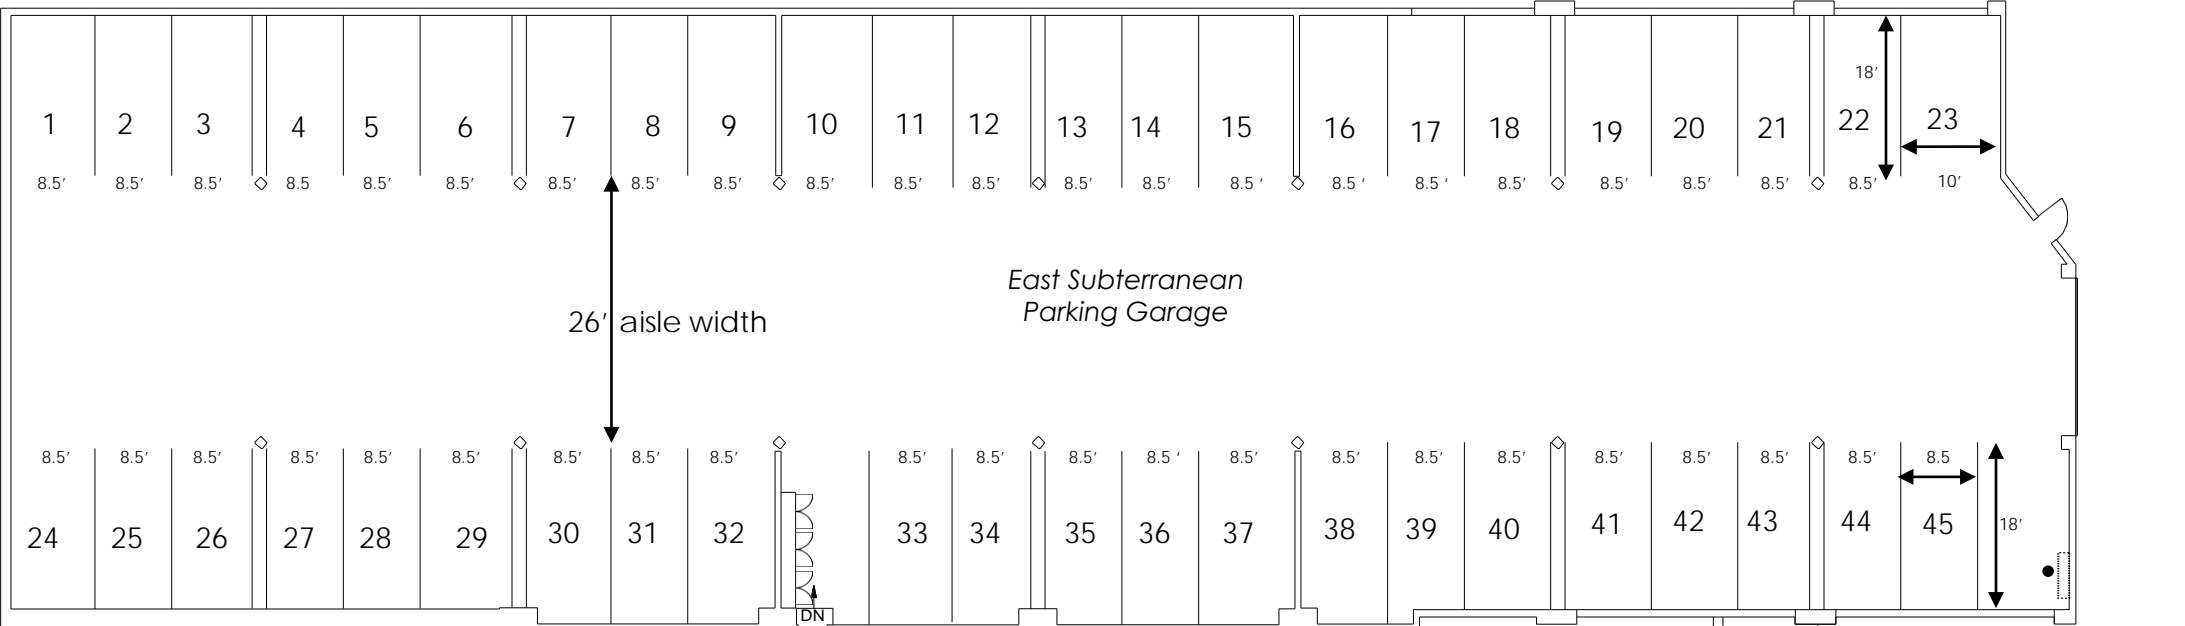 18'
1 2 3 4 5 6 7 8 9 10 11 12 13 14 15 16 17 18 19 20 21 22 23
8.5' 8.5' 8.5' 8.5 8.5' 8.5' 8.5' 8.5' 8.5' 8.5' 8.5' 8.5' 8.5' 8.5' 8.5 ' 8.5 ' 8.5 ' 8.5' 8.5' 8.5' 8.5' 8.5' 10'
East Subterranean
Parking Garage
26' aisle width
8.5' 8.5' 8.5' 8.5' 8.5' 8.5' 8.5' 8.5' 8.5' 8.5' 8.5' 8.5' 8.5 ' 8.5' 8.5' 8.5' 8.5' 8.5' 8.5' 8.5' 8.5' 8.5
24 25 26 27 28 29 30 31 32 33 34 35 36 37 38 39 40 41 42 43 44 45 18'
DN